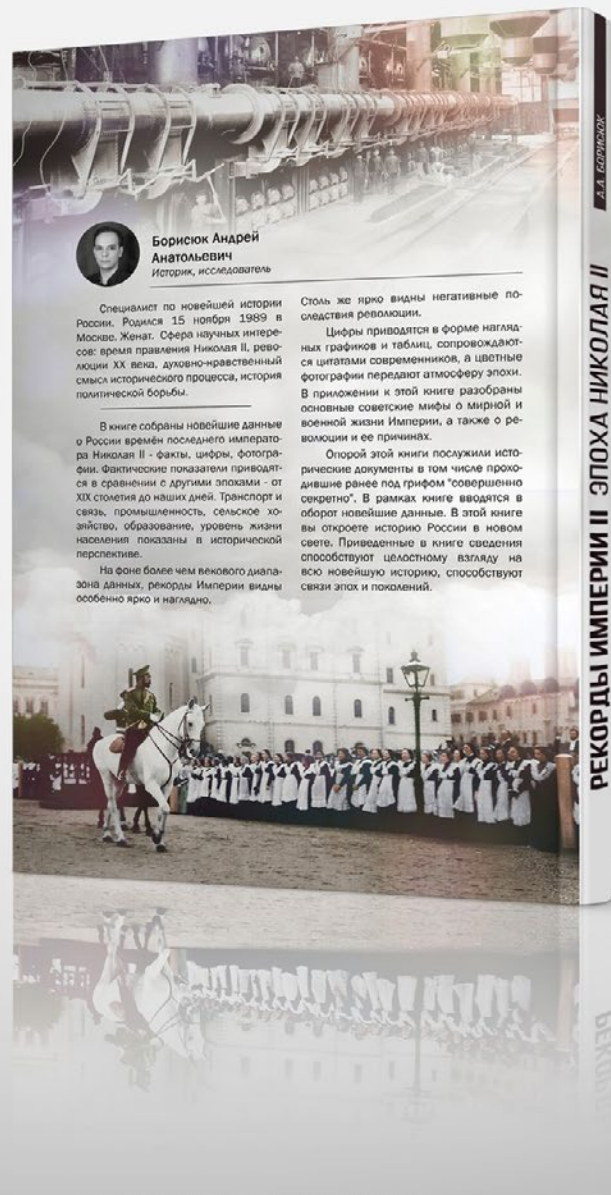 Борисюк Андрей
Анатольевич
Историк, исследователь
Специалист по новейшей истории
России. Родился 15 ноября 1989 в
Москве. Женат. Сфера научных интере-
сов: время правления Николая II, рево-
люции XX века, духовно-нравственный
смысл исторического процесса, история
политической борьбы.
В книге собраны новейшие данные
о России времён последнего императо-
ра Николая II - факты, цифры, фотогра-
фии. Фактические показатели приводят-
ся в сравнении с другими эпохами - от
XIX столетия до наших дней. Транспорт и
связь, промышленность, сельское хо-
зяйство, образование, уровень жизни
населения показаны в исторической
перспективе.
На фоне более чем векового диапа-
зона данных, рекорды Империи видны
особенно ярко и наглядно.
Столь же ярко видны негативные по-
следствия революции.
Цифры приводятся в форме нагляд-
ных графиков и таблиц, сопровождают-
ся цитатами современников, а цветные
фотографии передают атмосферу эпохи.
В приложении к этой книге разобраны
основные советские мифы о мирной и
военной жизни Империи, а также о ре-
волюции и ее причинах.
Опорой этой книги послужили исто-
рические документы в том числе прохо-
дившие ранее под грифом "совершенно
секретно". В рамках книге вводятся в
оборот новейшие данные. В этой книге
вы откроете историю России в новом
свете. Приведенные в книге сведения
способствуют целостному взгляду на
всю новейшую историю, способствуют
связи эпох и поколений.
РЕКОРДЫ ИМПЕРИИ II ЭПОХА НИКОЛАЯ II
А.А. БОРИСЮК